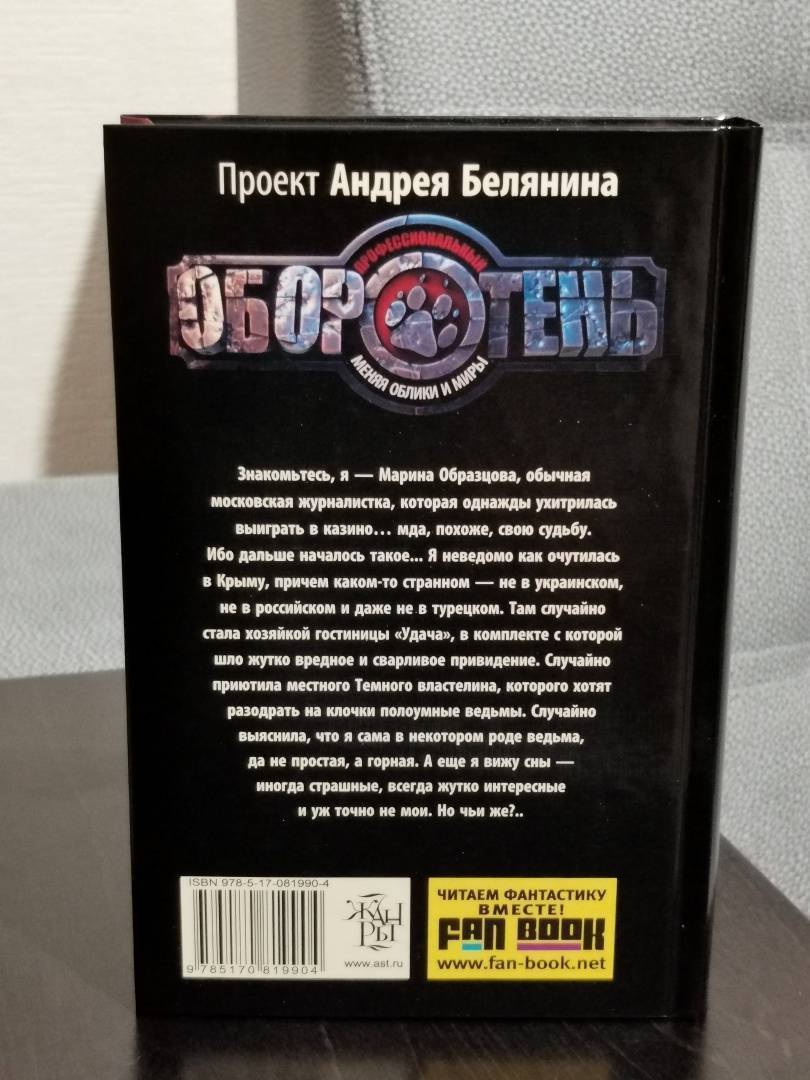 Проект Андрея Белянина
ПРОФЕССИОНАЛЬНЫЙ
ОБОРОТЕНЬ
МЕНЯЯ ОБЛИКИ И МИРЫ
Знакомьтесь, я — Марина Образцова, обычная
московская журналистка, которая однажды ухитрилась
выиграть в казино... мда, похоже, свою судьбу.
Ибо дальше началось такое... Я неведомо как очутилась
в Крыму, причем каком-то странном — не в украинском,
не в российском и даже не в турецком. Там случайно
стала хозяйкой гостиницы «Удача», в комплекте с которой
шло жутко вредное и сварливое привидение. Случайно
приютила местного Темного властелина, которого хотят
разодрать на клочки полоумные ведьмы. Случайно
выяснила, что я сама в некотором роде ведьма,
да не простая, а горная. А еще я вижу сны —
иногда страшные, всегда жутко интересные
и уж точно не мои. Но чьи же?..
ISBN 978-5-17-081990-4
9 785170 819904
ЖАНРЫ
www.ast.ru
ЧИТАЕМ ФАНТАСТИКУ
ВМЕСТЕ!
FAN BOOK
www.fan-book.net